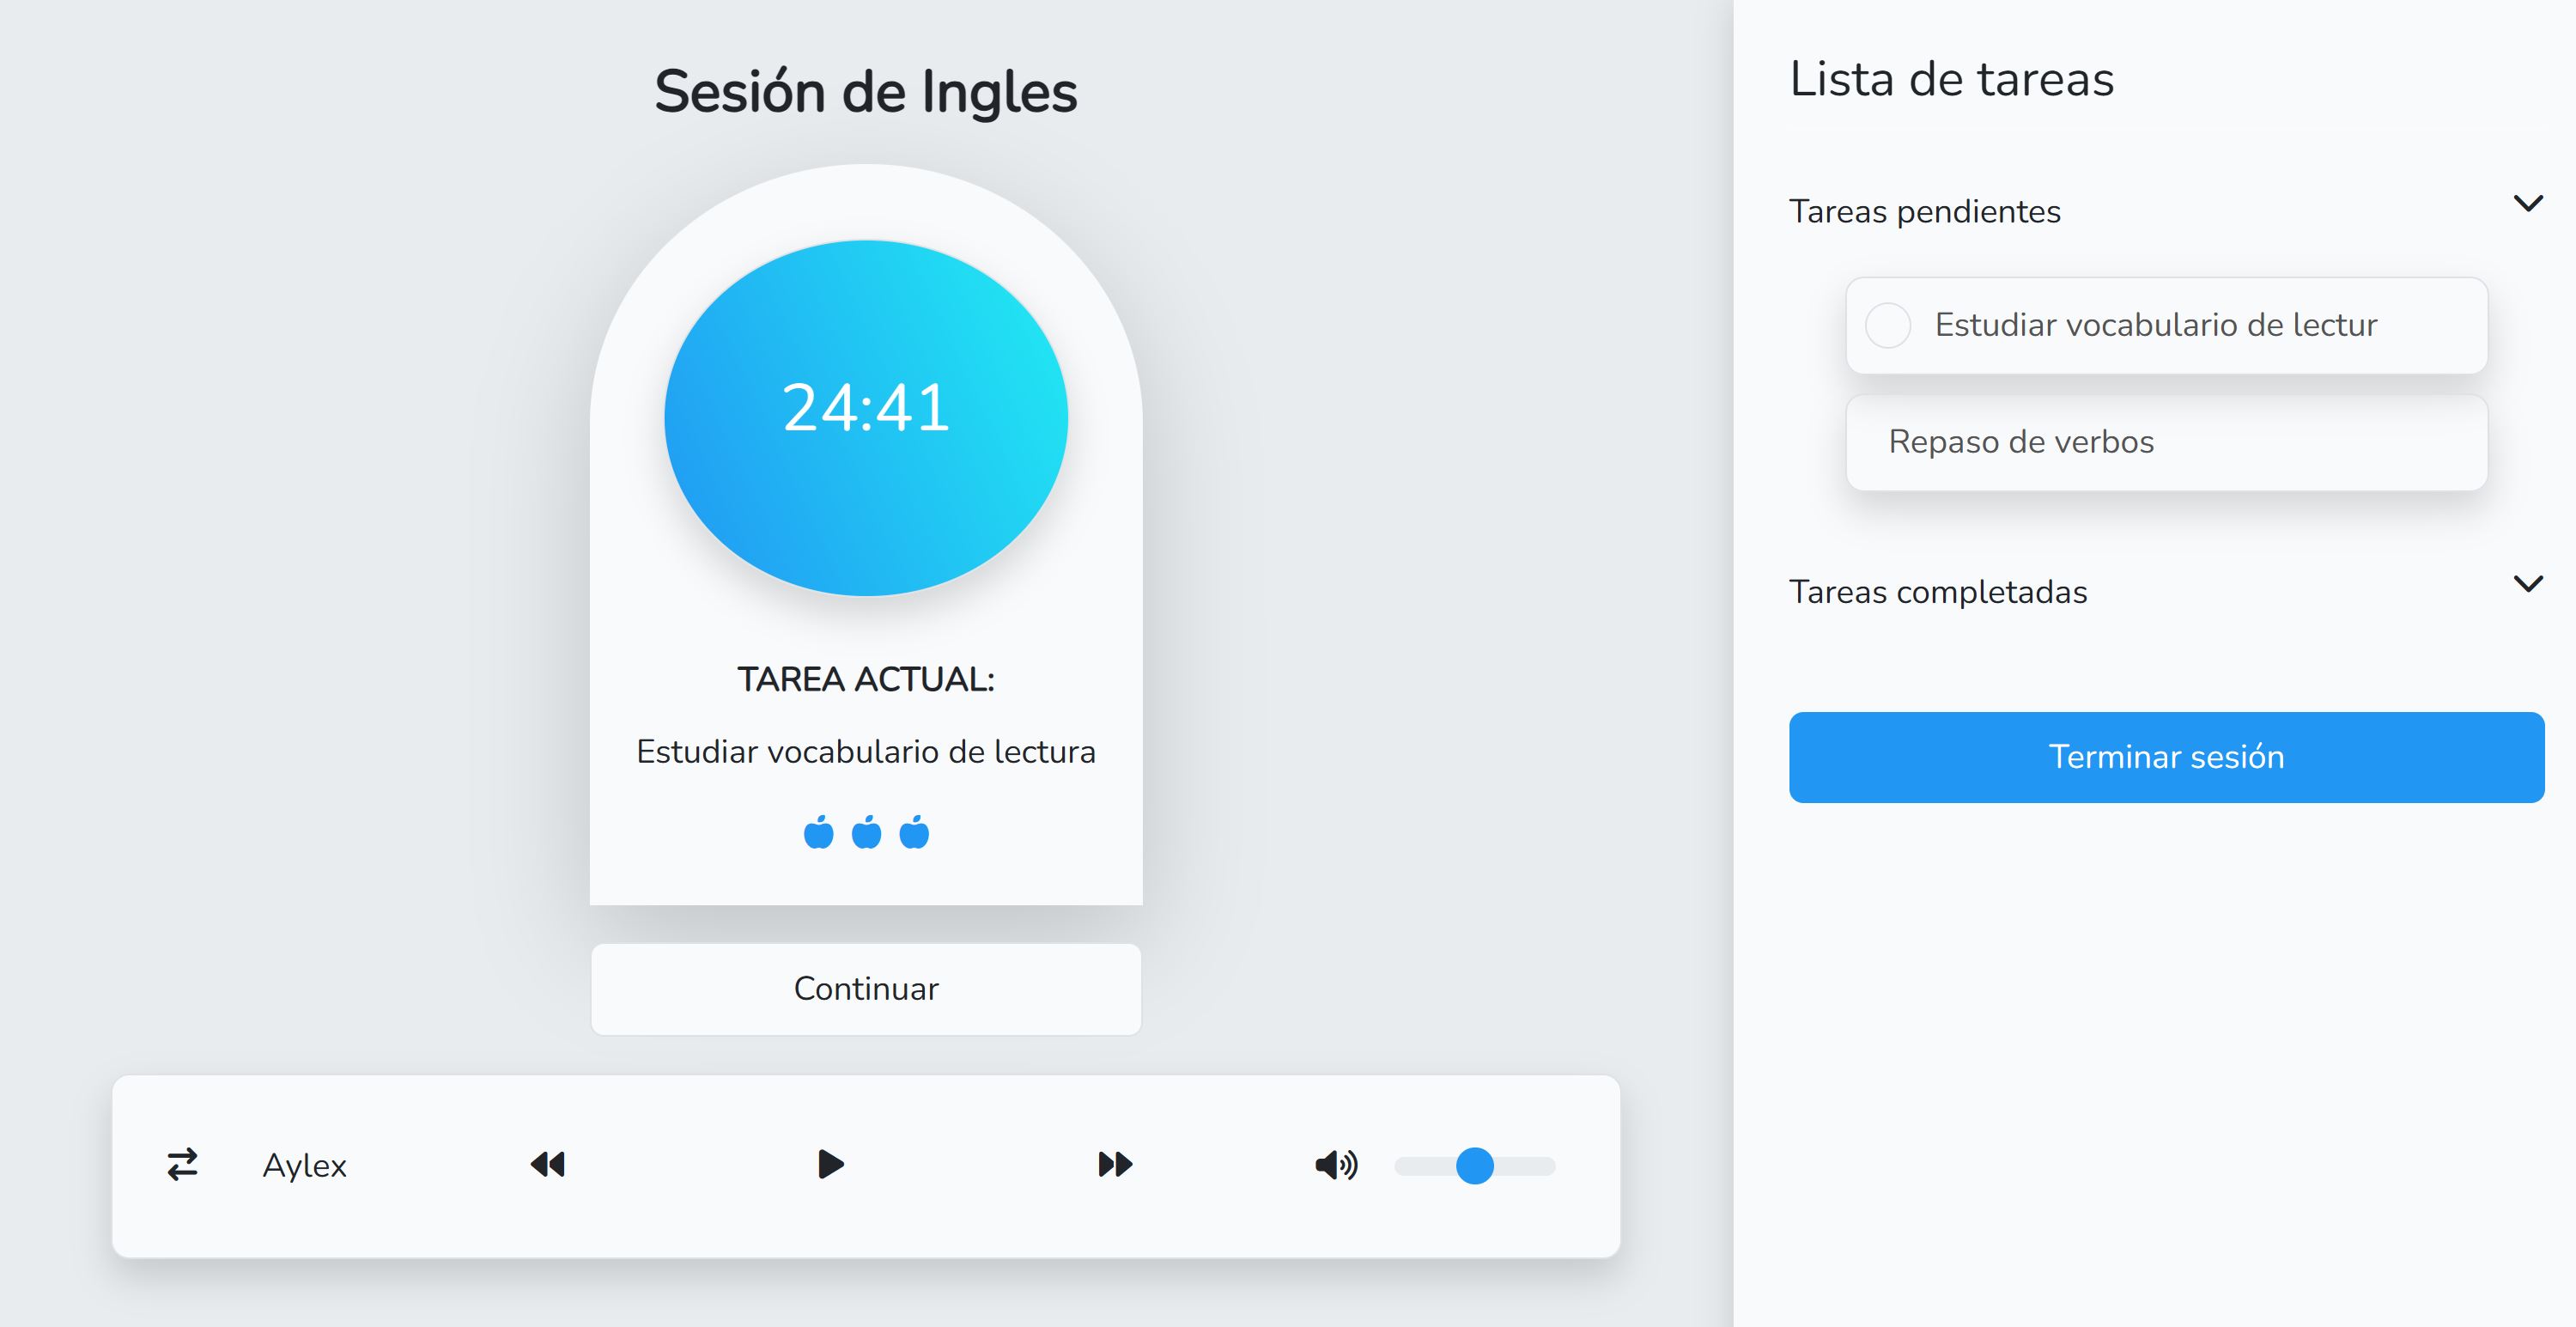 Sesión de Ingles
24:41
TAREA ACTUAL:
Estudiar vocabulario de lectura
Continuar
Aylex
Lista de tareas
Tareas pendientes
Estudiar vocabulario de lectur
Repaso de verbos
Tareas completadas
Terminar sesión